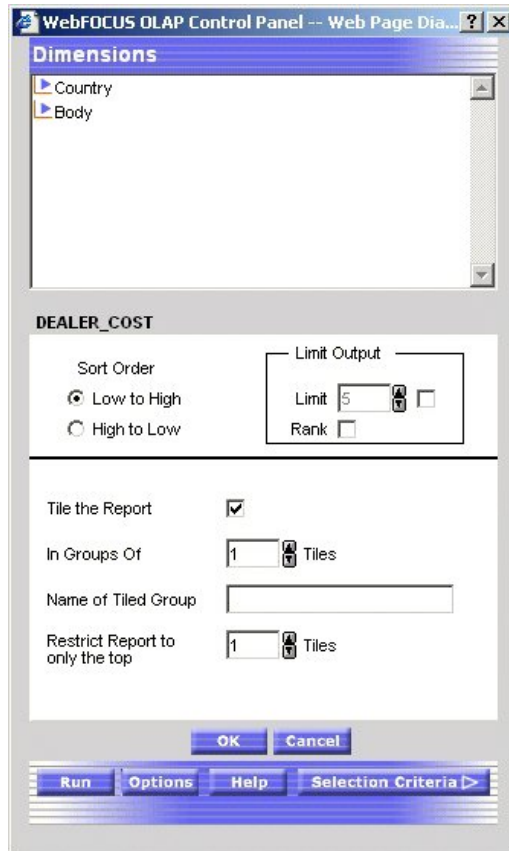 WebFOCUS OLAP Control Panel -- Web Page Dia...
Dimensions
Country
Body
DEALER_COST
Sort Order
Low to High
High to Low
Limit Output
Limit 5
Rank
Tile the Report
In Groups Of 1 Tiles
Name of Tiled Group
Restrict Report to
only the top 1 Tiles
OK Cancel
Run Options Help Selection Criteria